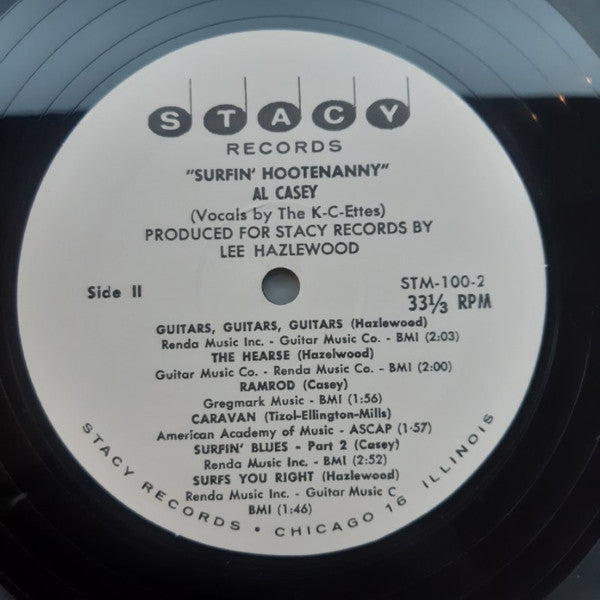 STACY
RECORDS
"SURFIN' HOOTENANNY"
AL CASEY
(Vocals by The K-C-Ettes)
PRODUCED FOR STACY RECORDS BY
LEE HAZLEWOOD
Side II
STM-100-2
33⅓ RPM
GUITARS, GUITARS, GUITARS (Hazlewood)
Renda Music Inc. - Guitar Music Co. - BMI (2:03)
THE HEARSE (Hazelwood)
Guitar Music Co. - Renda Music Co. - BMI (2:00)
RAMROD (Casey)
Gregmark Music - BMI (1:56)
CARAVAN (Tizol-Ellington-Mills)
American Academy of Music - ASCAP (1:57)
SURFIN' BLUES - Part 2 (Casey)
Renda Music Inc. - BMI (2:52)
SURFS YOU RIGHT (Hazlewood)
Renda Music Inc. - Guitar Music C
BMI (1:46)
STACY RECORDS • CHICAGO 16 ILLINOIS